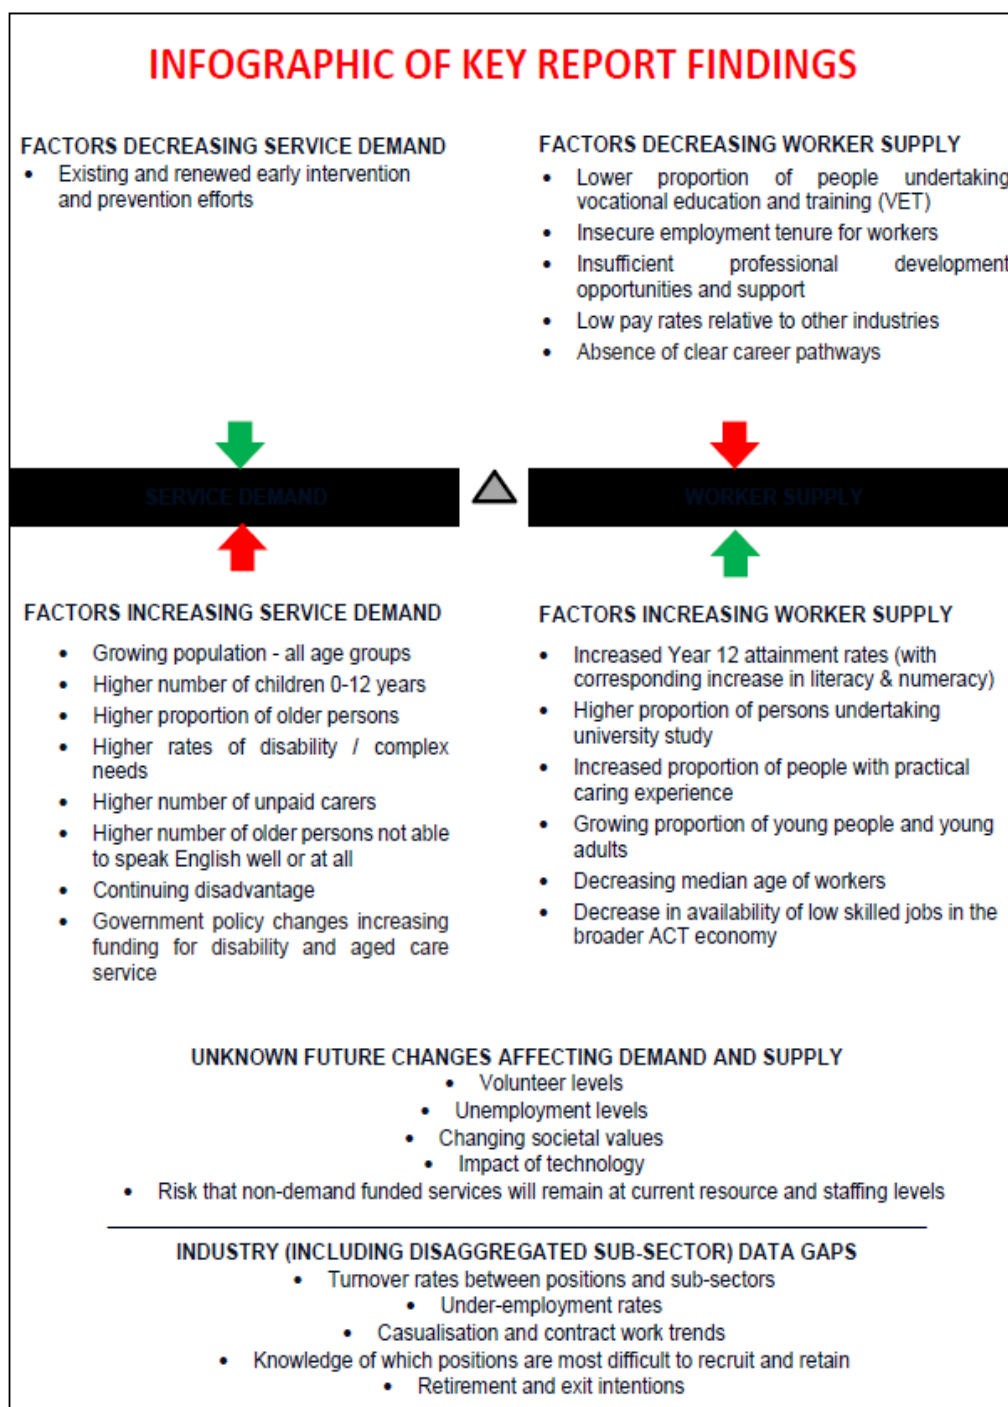 INFOGRAPHIC OF KEY REPORT FINDINGS
FACTORS DECREASING SERVICE DEMAND
• Existing and renewed early intervention
and prevention efforts
FACTORS DECREASING WORKER SUPPLY
• Lower proportion of people undertaking
vocational education and training (VET)
• Insecure employment tenure for workers
• Insufficient professional development
opportunities and support
• Low pay rates relative to other industries
• Absence of clear career pathways
SERVICE DEMAND
WORKER SUPPLY
FACTORS INCREASING SERVICE DEMAND
• Growing population - all age groups
• Higher number of children 0-12 years
• Higher proportion of older persons
• Higher rates of disability / complex
needs
• Higher number of unpaid carers
• Higher number of older persons not able
to speak English well or at all
• Continuing disadvantage
• Government policy changes increasing
funding for disability and aged care
service
FACTORS INCREASING WORKER SUPPLY
• Increased Year 12 attainment rates (with
corresponding increase in literacy & numeracy)
• Higher proportion of persons undertaking
university study
• Increased proportion of people with practical
caring experience
• Growing proportion of young people and young
adults
• Decreasing median age of workers
• Decrease in availability of low skilled jobs in the
broader ACT economy
UNKNOWN FUTURE CHANGES AFFECTING DEMAND AND SUPPLY
• Volunteer levels
• Unemployment levels
• Changing societal values
• Impact of technology
• Risk that non-demand funded services will remain at current resource and staffing levels
INDUSTRY (INCLUDING DISAGGREGATED SUB-SECTOR) DATA GAPS
• Turnover rates between positions and sub-sectors
• Under-employment rates
• Casualisation and contract work trends
• Knowledge of which positions are most difficult to recruit and retain
• Retirement and exit intentions